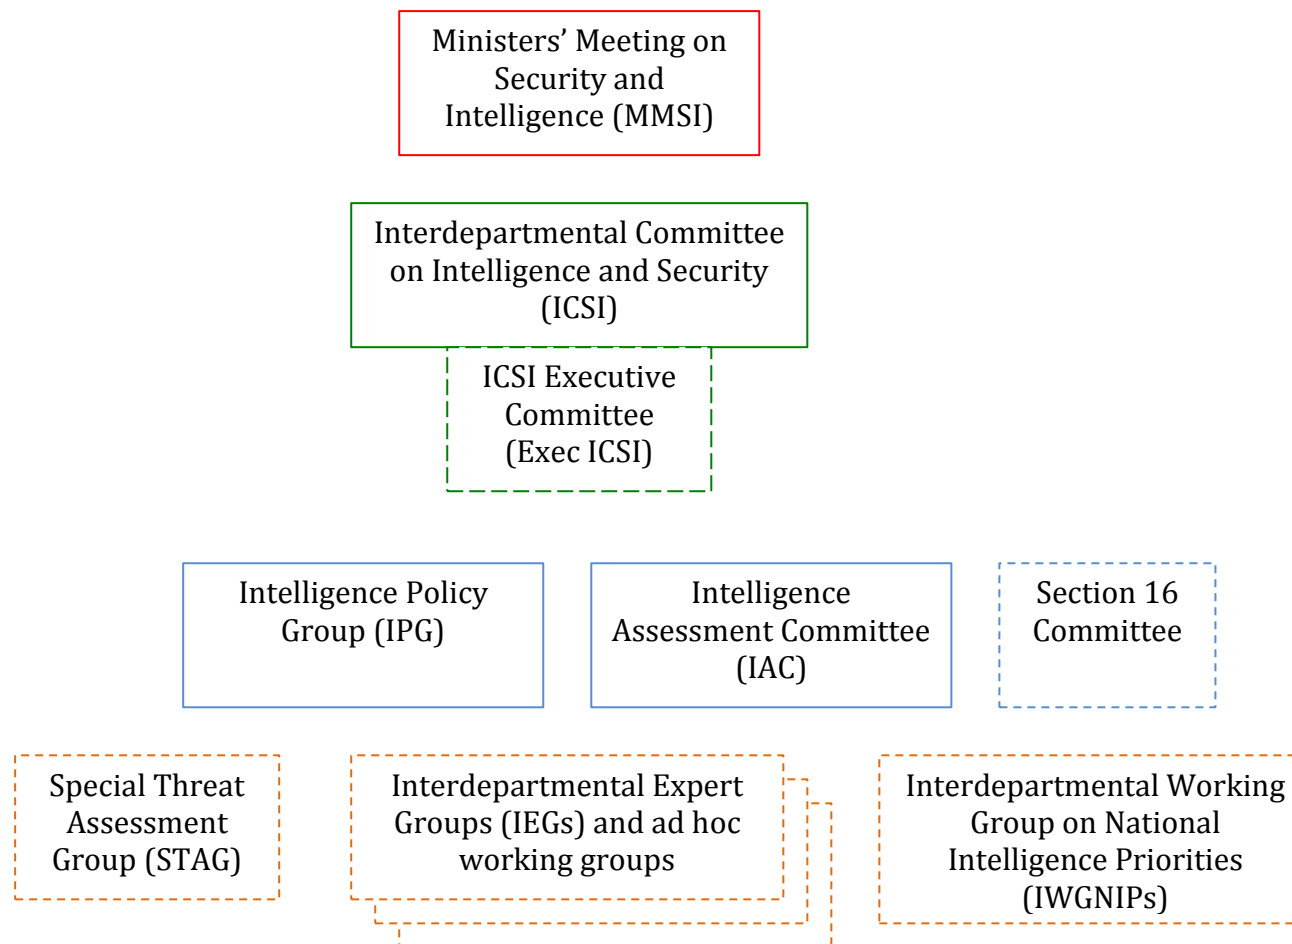 Ministers’ Meeting on
Security and
Intelligence (MMSI)
Interdepartmental Committee
on Intelligence and Security
(ICSI)
ICSI Executive
Committee
(Exec ICSI)
Intelligence Policy
Group (IPG)
Intelligence
Assessment Committee
(IAC)
Section 16
Committee
Special Threat
Assessment
Group (STAG)
Interdepartmental Expert
Groups (IEGs) and ad hoc
working groups
Interdepartmental Working
Group on National
Intelligence Priorities
(IWGNIPs)